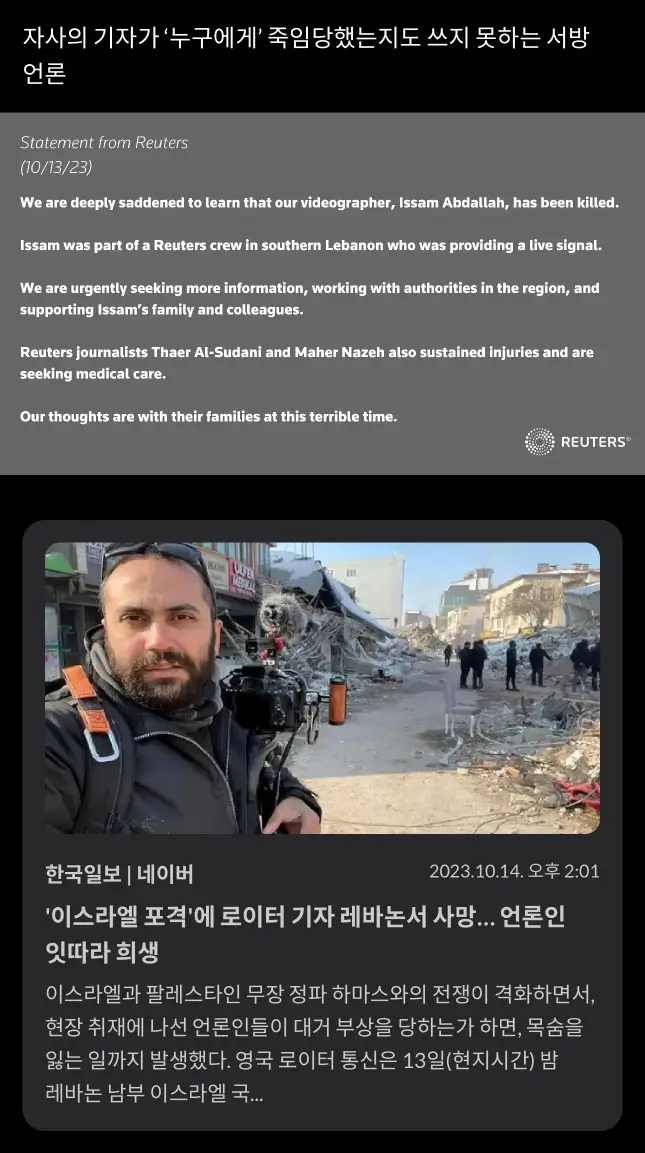 자사의 기자가 ‘누구에게’ 죽임당했는지도 쓰지 못하는 서방
언론
Statement from Reuters
(10/13/23)
We are deeply saddened to learn that our videographer, Issam Abdallah, has been killed.
Issam was part of a Reuters crew in southern Lebanon who was providing a live signal.
We are urgently seeking more information, working with authorities in the region, and
supporting Issam’s family and colleagues.
Reuters journalists Thaer Al-Sudani and Maher Nazeh also sustained injuries and are
seeking medical care.
Our thoughts are with their families at this terrible time.
REUTERS®
한국일보 | 네이버
2023.10.14. 오후 2:01
'이스라엘 포격'에 로이터 기자 레바논서 사망... 언론인
잇따라 희생
이스라엘과 팔레스타인 무장 정파 하마스와의 전쟁이 격화하면서,
현장 취재에 나선 언론인들이 대거 부상을 당하는가 하면, 목숨을
잃는 일까지 발생했다. 영국 로이터 통신은 13일(현지시간) 밤
레바논 남부 이스라엘 국...